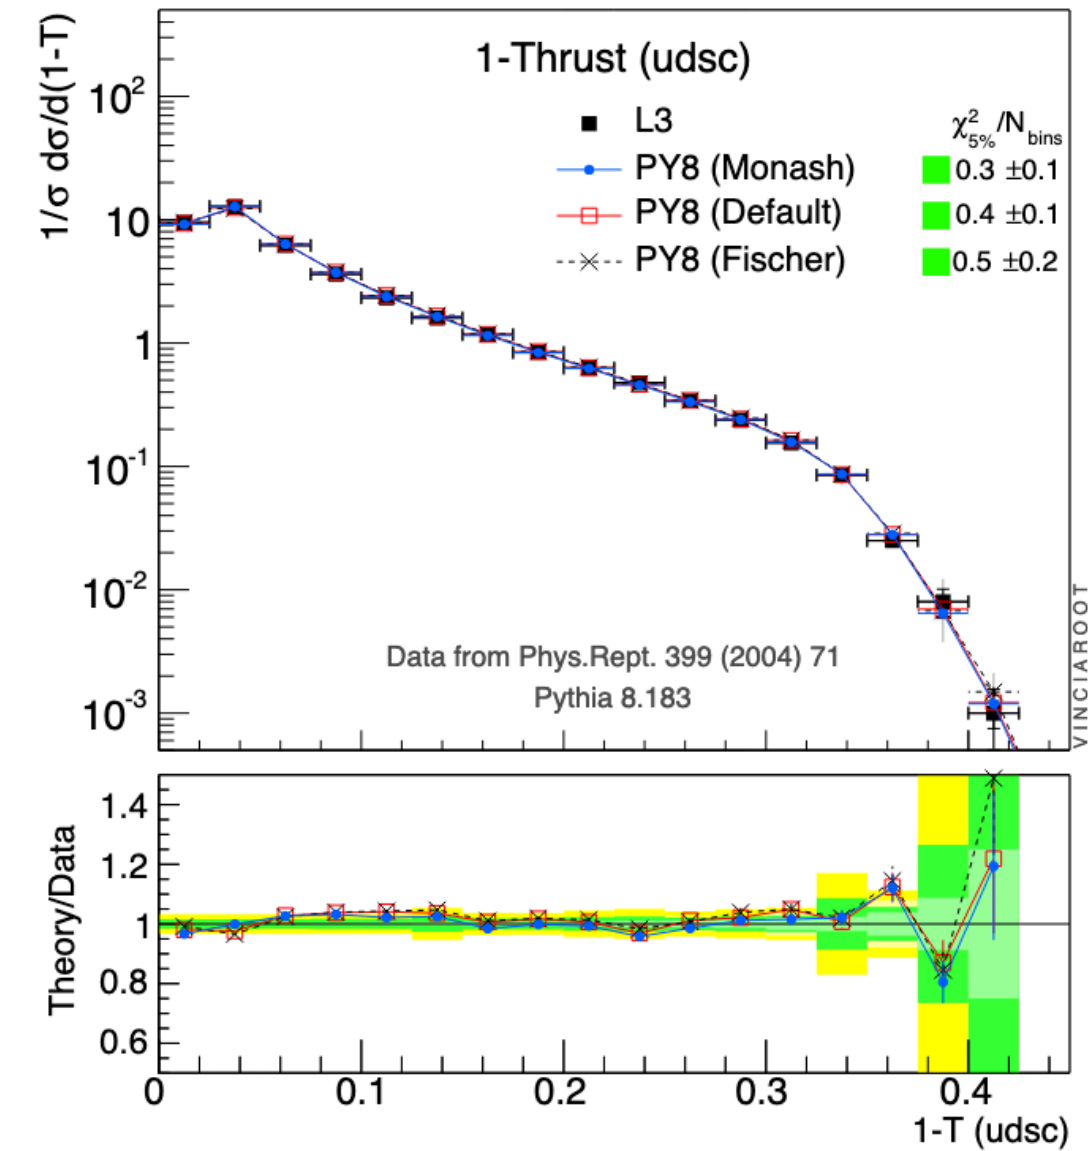 1/σ dσ/d(1-T)
1-Thrust (udsc)
L3
PY8 (Monash)
PY8 (Default)
PY8 (Fischer)
χ²5%/Nbins
0.3 ±0.1
0.4 ±0.1
0.5 ±0.2
10²
10
1
10⁻¹
10⁻²
10⁻³
Data from Phys.Rept. 399 (2004) 71
Pythia 8.183
VINCIAROOT
Theory/Data
1.4
1.2
1
0.8
0.6
0 0.1 0.2 0.3 0.4
1-T (udsc)